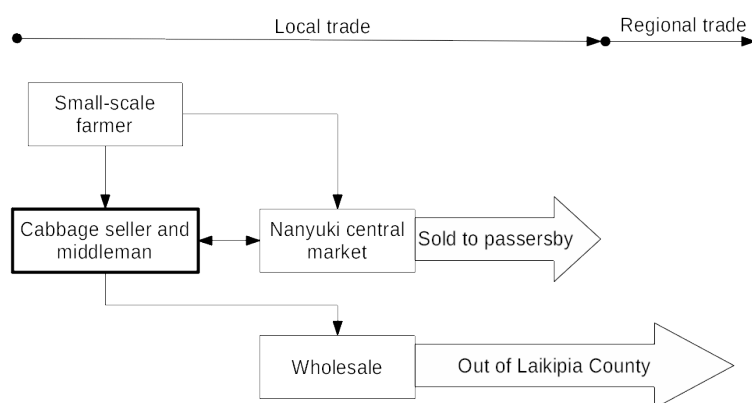 Local trade
Regional trade
Small-scale
farmer
Cabbage seller and
middleman
Nanyuki central
market
Sold to passersby
Wholesale
Out of Laikipia County